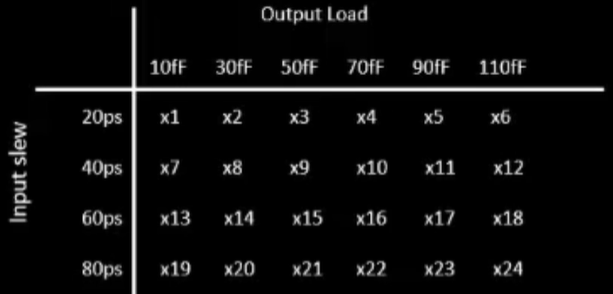 Output Load
10fF 30fF 50fF 70fF 90fF 110fF
Input slew
20ps x1 x2 x3 x4 x5 x6
40ps x7 x8 x9 x10 x11 x12
60ps x13 x14 x15 x16 x17 x18
80ps x19 x20 x21 x22 x23 x24